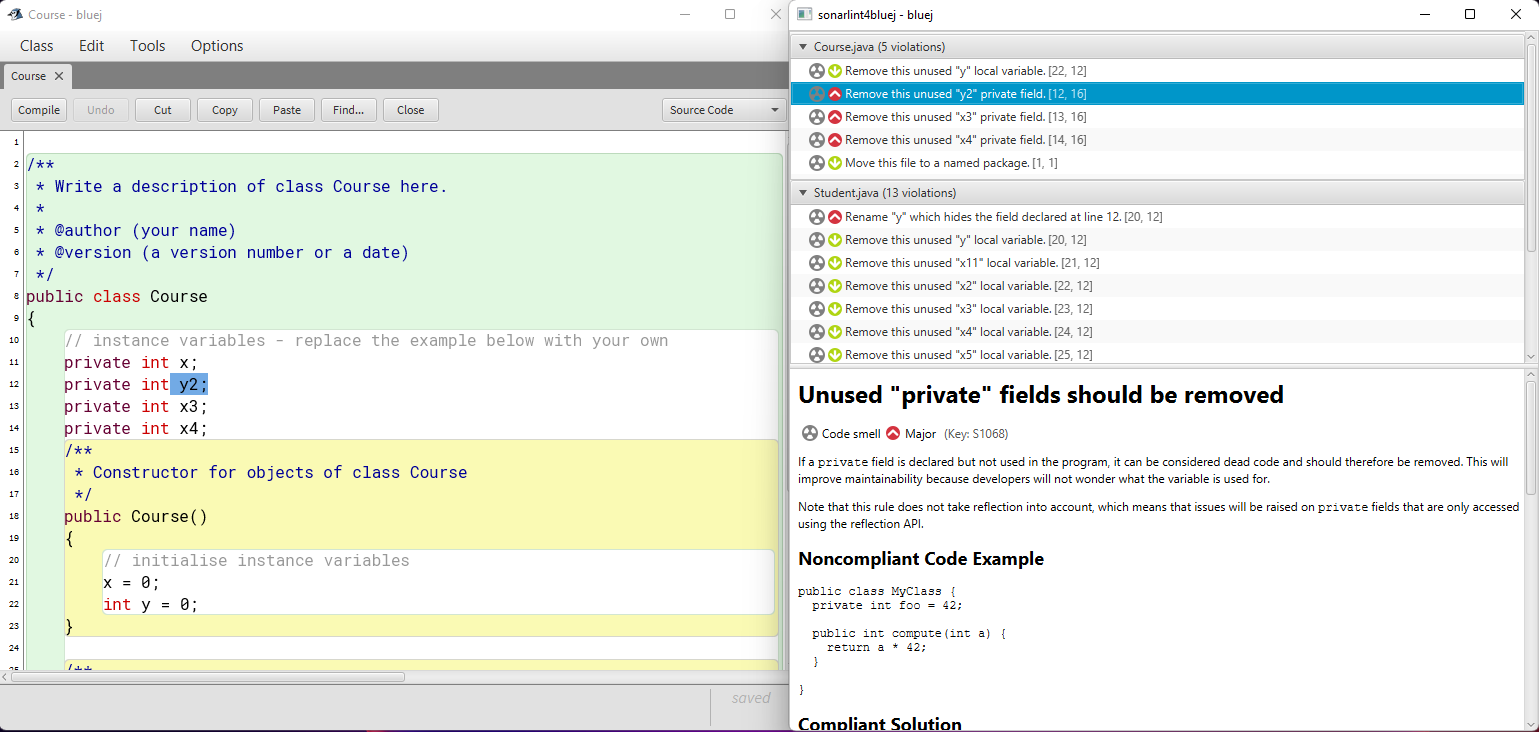 Course - bluej
Class Edit Tools Options
Course
Compile Undo Cut Copy Paste Find... Close Source Code
1
2 /**
3 * Write a description of class Course here.
4 *
5 * @author (your name)
6 * @version (a version number or a date)
7 */
8 public class Course
9 {
10 // instance variables - replace the example below with your own
11 private int x;
12 private int y2;
13 private int x3;
14 private int x4;
15 /**
16 * Constructor for objects of class Course
17 */
18 public Course()
19 {
20 // initialise instance variables
21 x = 0;
22 int y = 0;
23 }
24
25 /**
saved
sonarlint4bluej - bluej
Course.java (5 violations)
Remove this unused "y" local variable. [22, 12]
Remove this unused "y2" private field. [12, 16]
Remove this unused "x3" private field. [13, 16]
Remove this unused "x4" private field. [14, 16]
Move this file to a named package. [1, 1]
Student.java (13 violations)
Rename "y" which hides the field declared at line 12. [20, 12]
Remove this unused "y" local variable. [20, 12]
Remove this unused "x11" local variable. [21, 12]
Remove this unused "x2" local variable. [22, 12]
Remove this unused "x3" local variable. [23, 12]
Remove this unused "x4" local variable. [24, 12]
Remove this unused "x5" local variable. [25, 12]
Unused "private" fields should be removed
Code smell Major (Key: S1068)
If a private field is declared but not used in the program, it can be considered dead code and should therefore be removed. This will
improve maintainability because developers will not wonder what the variable is used for.
Note that this rule does not take reflection into account, which means that issues will be raised on private fields that are only accessed
using the reflection API.
Noncompliant Code Example
public class MyClass {
private int foo = 42;
public int compute(int a) {
return a * 42;
}
}
Compliant Solution